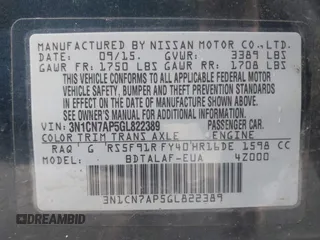 MANUFACTURED BY NISSAN MOTOR CO., LTD.
DATE: 09/15. GVWR: 3389 LBS
GAWR FR: 1750 LBS GAWR RR: 1708 LBS
THIS VEHICLE CONFORMS TO ALL APPLICABLE FEDERAL MOTOR VEHICLE
SAFETY, BUMPER AND THEFT PREVENTION STANDARDS IN EFFECT ON
THE DATE OF MANUFACTURE SHOWN ABOVE.
SEE OWNER'S MANUAL FOR ADDITIONAL INFORMATION.
VIN: 3N1CN7AP5GL822389 PASSENGER CAR.
COLOR TRIM TRANS AXLE ENGINE
RAQ G RS5F91R FY40 HR16DE 1598 CC
MODEL: BDTALAF-EUA 42000
3N1CN7AP5GL822389
BIDFAX.INFO